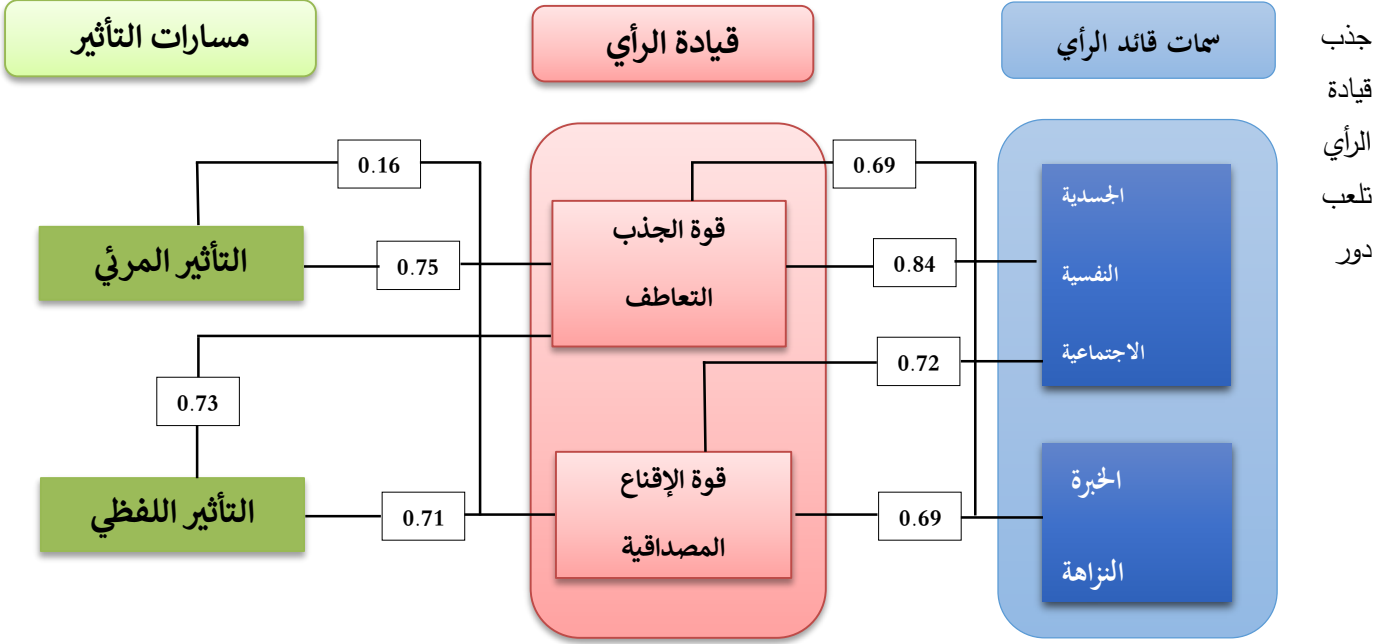 جذب
قيادة
الرأي
تلعب
دور
سمات قائد الرأي
قيادة الرأي
مسارات التأثير
الجسدية
النفسية
الاجتماعية
الخبرة
النزاهة
0.69
0.84
0.72
0.69
قوة الجذب
التعاطف
قوة الإقناع
المصداقية
0.16
0.75
0.73
0.71
التأثير المرئي
التأثير اللفظي